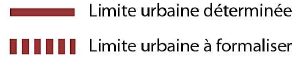 Limite urbaine déterminée
Limite urbaine à formaliser